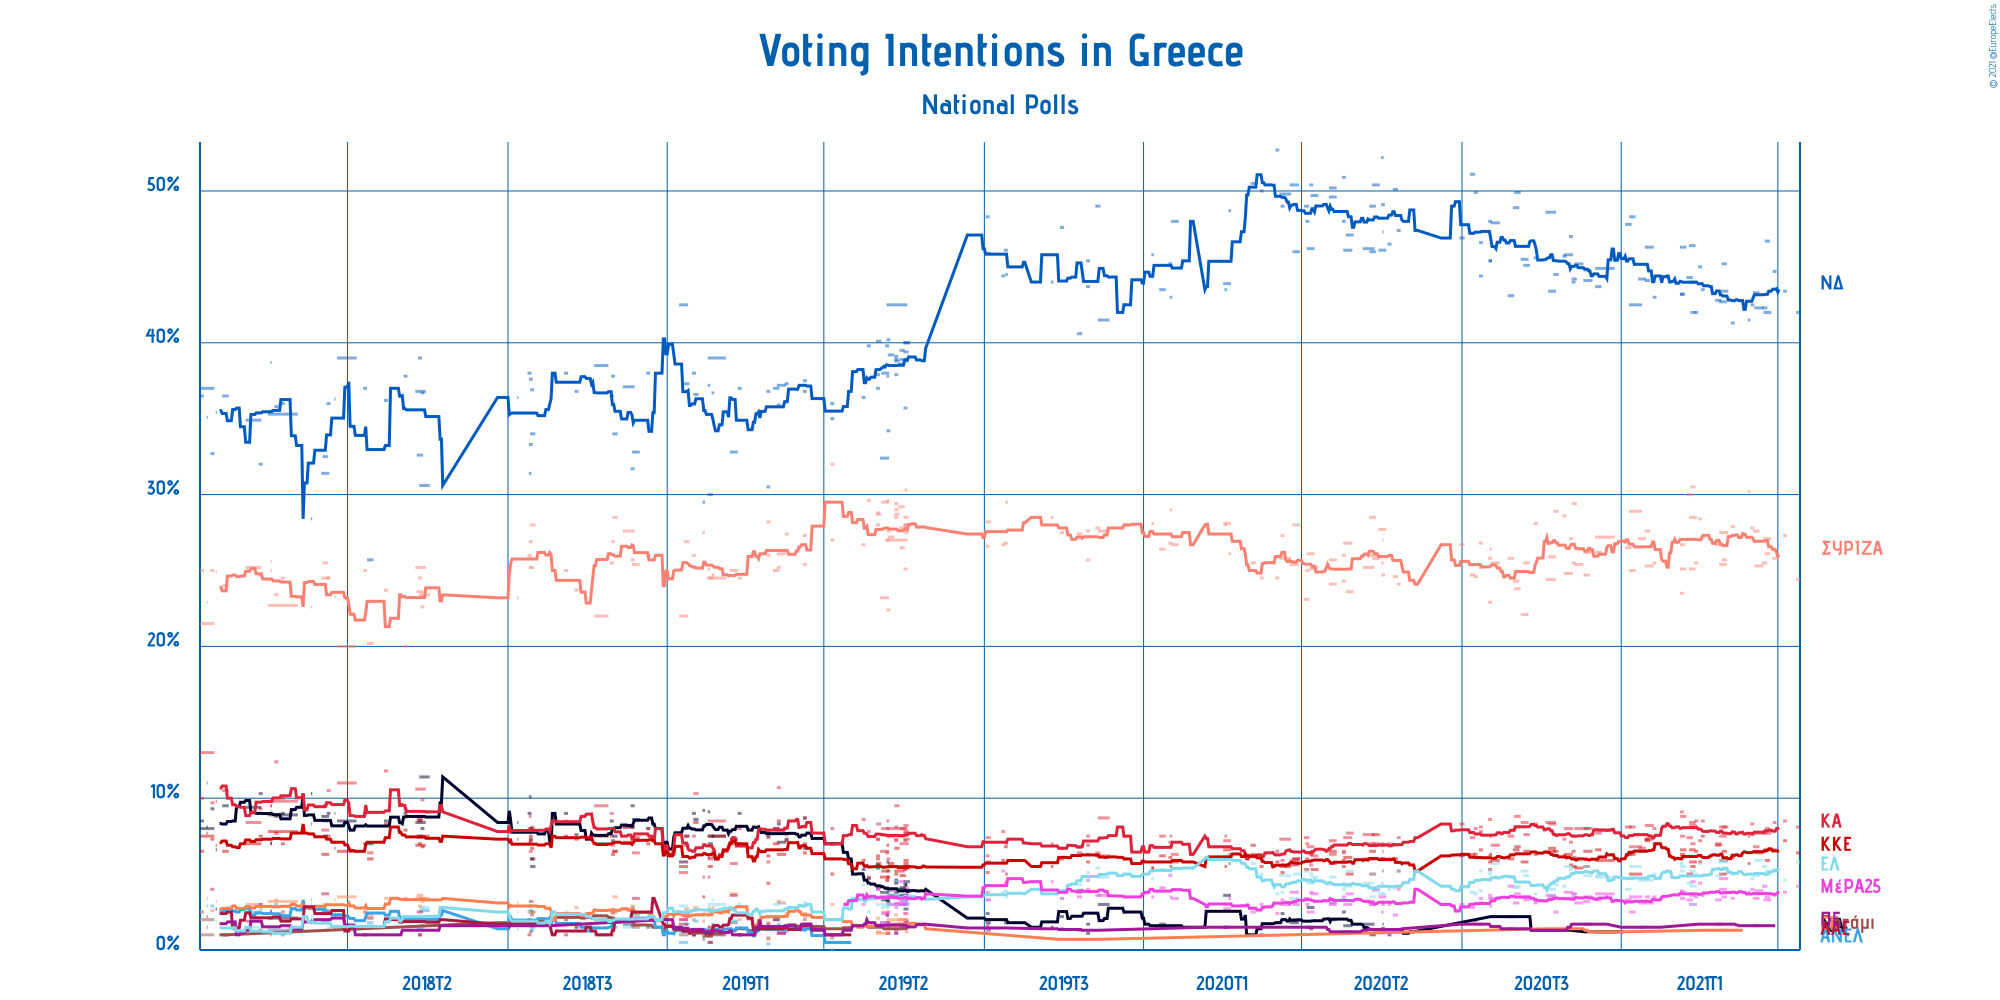 © 2021 @EuropeElects
Voting Intentions in Greece
National Polls
50%
40%
30%
20%
10%
0%
ΝΔ
ΣΥΡΙΖΑ
ΚΑ
ΚΚΕ
ΕΛ
ΜέΡΑ25
ΠΕ
ΑΝΕΛ
2018T2
2018T3
2019T1
2019T2
2019T3
2020T1
2020T2
2020T3
2021T1